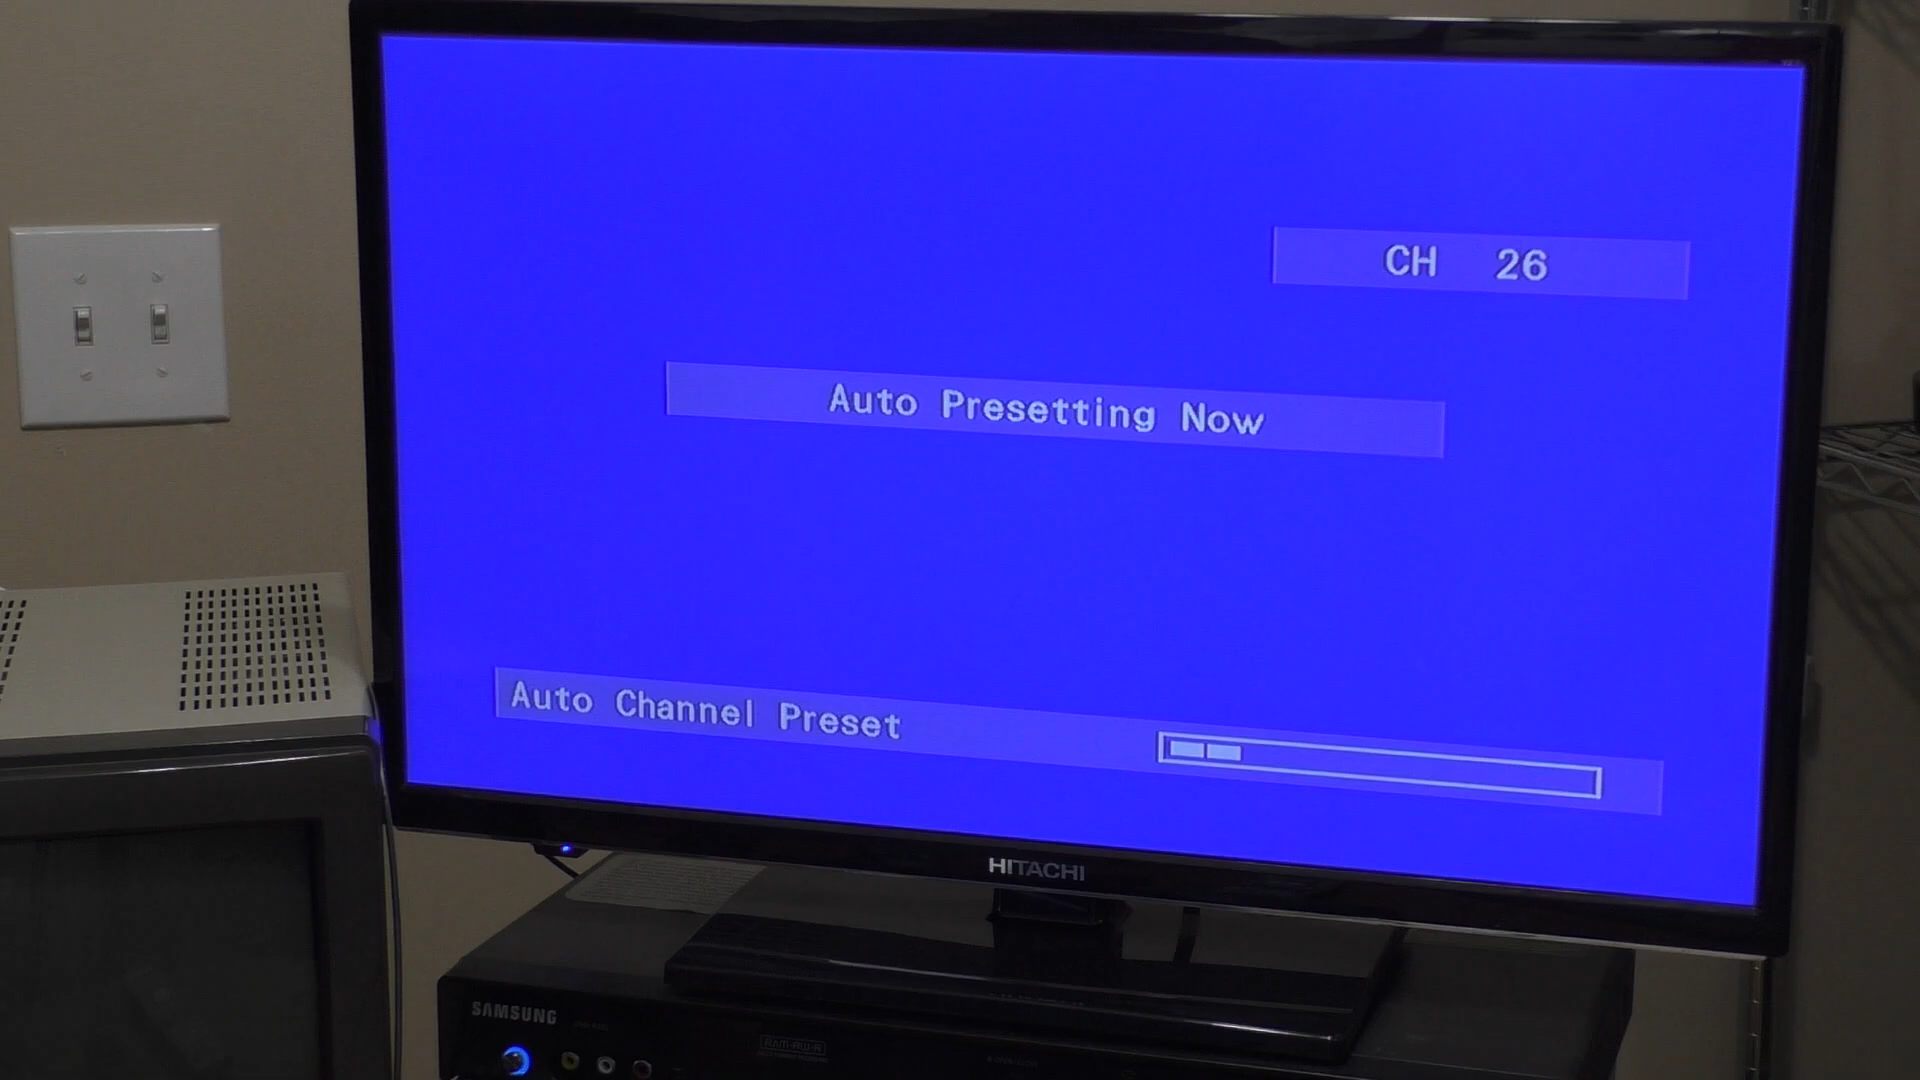 CH 26
Auto Presetting Now
Auto Channel Preset
HITACHI
SAMSUNG